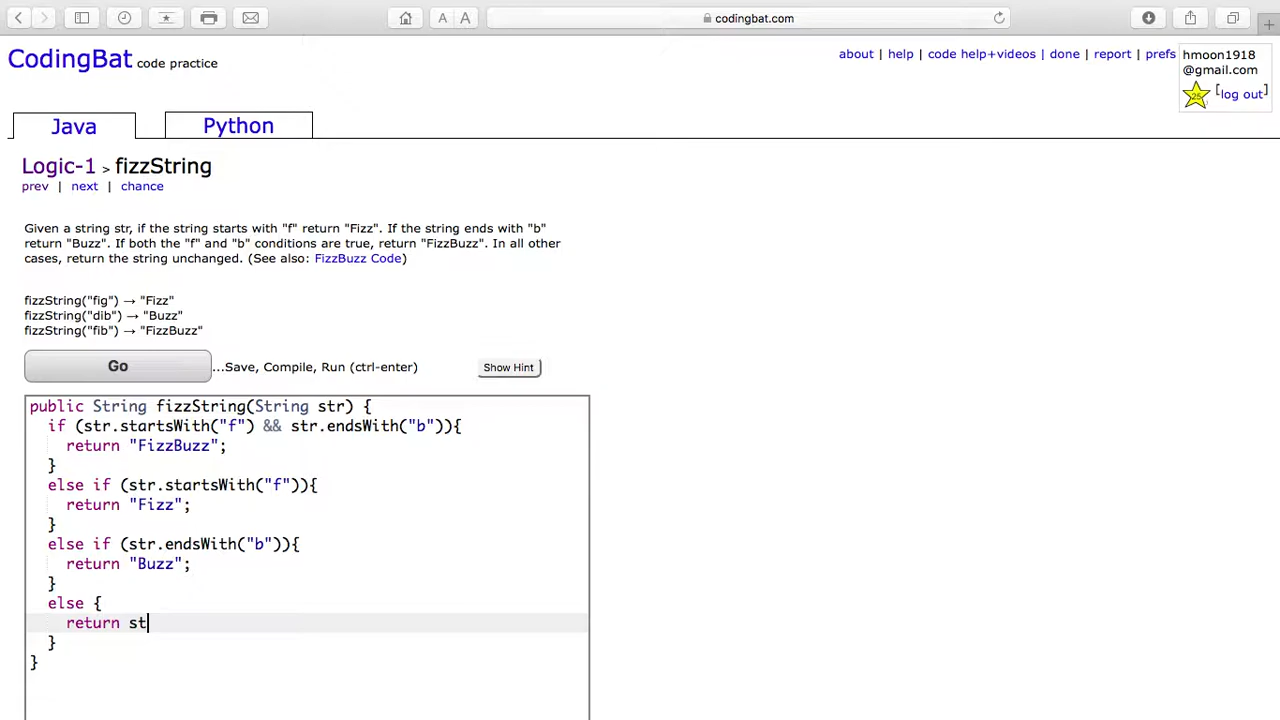 A A
codingbat.com
CodingBat code practice
about | help | code help+videos | done | report | prefs
hmoon1918
@gmail.com
25 [log out]
Java
Python
Logic-1 > fizzString
prev | next | chance
Given a string str, if the string starts with "f" return "Fizz". If the string ends with "b"
return "Buzz". If both the "f" and "b" conditions are true, return "FizzBuzz". In all other
cases, return the string unchanged. (See also: FizzBuzz Code)
fizzString("fig") → "Fizz"
fizzString("dib") → "Buzz"
fizzString("fib") → "FizzBuzz"
Go ...Save, Compile, Run (ctrl-enter) Show Hint
public String fizzString(String str) {
  if (str.startsWith("f") && str.endsWith("b")){
    return "FizzBuzz";
  }
  else if (str.startsWith("f")){
    return "Fizz";
  }
  else if (str.endsWith("b")){
    return "Buzz";
  }
  else {
    return st
  }
}